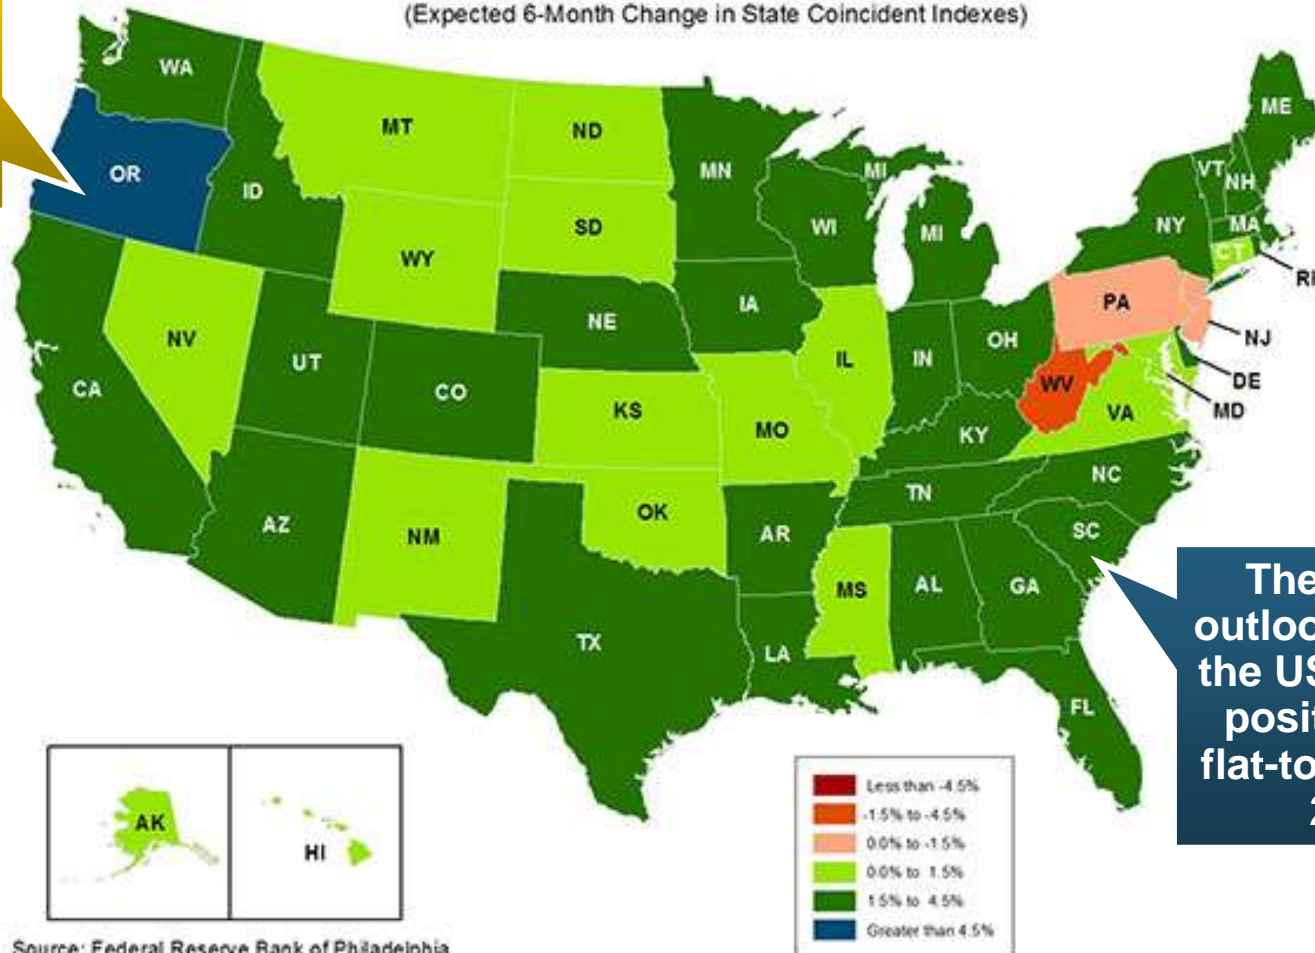 (Expected 6-Month Change in State Coincident Indexes)
WA
MT
ND
MN
MI
ME
VT
NH
OR
ID
SD
WI
MI
NY
MA
WY
CT
RI
IA
PA
NE
NV
OH
NJ
UT
IL
IN
CA
CO
WV
DE
KS
VA
MD
MO
KY
NC
TN
OK
AZ
NM
AR
SC
MS
AL
GA
TX
LA
FL
The
outloo
the US
posit
flat-to
AK
HI
Less than -4.5%
-1.5% to -4.5%
0.0% to -1.5%
0.0% to 1.5%
1.5% to 4.5%
Greater than 4.5%
Source: Federal Reserve Bank of Philadelphia